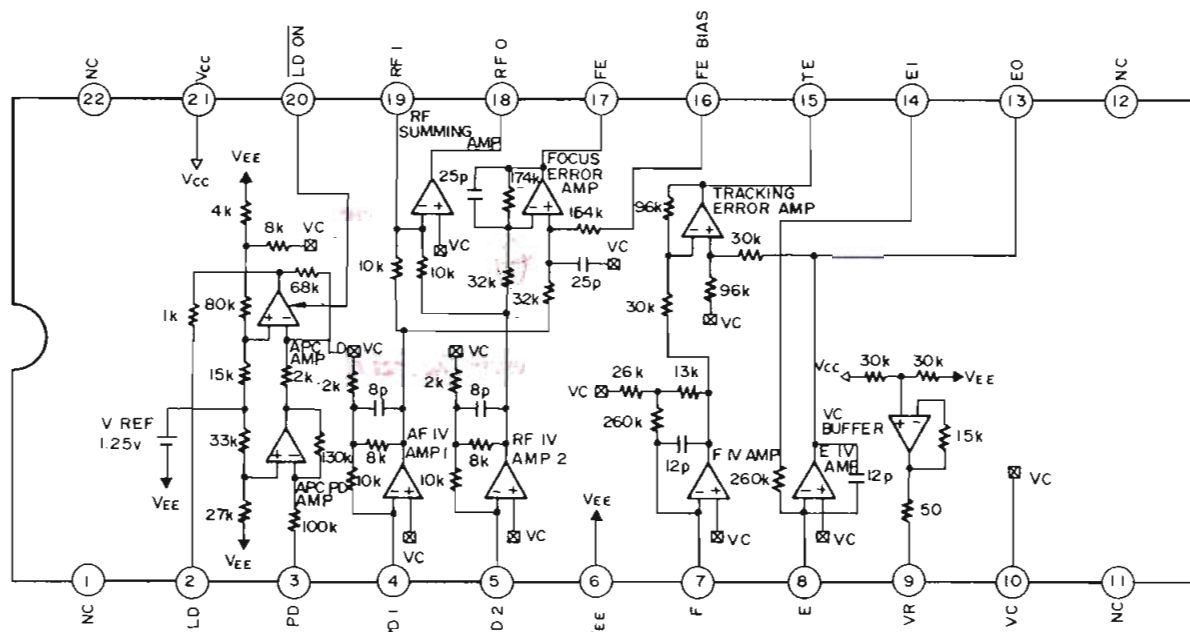 NC
VCC
LD ON
RF I
RF O
FE
FE BIAS
TE
EI
EO
NC
22
21
20
19
18
17
16
15
14
13
12
RF
SUMMING
AMP
VEE
VCC
4k
8k
VC
25p
174k
FOCUS
ERROR
AMP
164k
VC
VC
25p
96k
TRACKING
ERROR AMP
30k
96k
VC
68k
80k
1k
10k
10k
32k
32k
30k
APC LD
AMP
VC
VC
15k
2k
2k
8p
2k
8p
VC
26k
13k
VCC
30k
30k
VEE
V REF
1.25v
33k
130k
8k
AF IV
AMP 1
8k
RF IV
AMP 2
260k
12p
F IV AMP
260k
E IV
AMP
12p
VC
BUFFER
15k
VEE
27k
APC PD
AMP
100k
10k
10k
VEE
50
VC
VEE
VC
VC
VC
VC
1
2
3
4
5
6
7
8
9
10
11
NC
LD
PD
PD 1
D 2
EE
F
E
VR
VC
NC